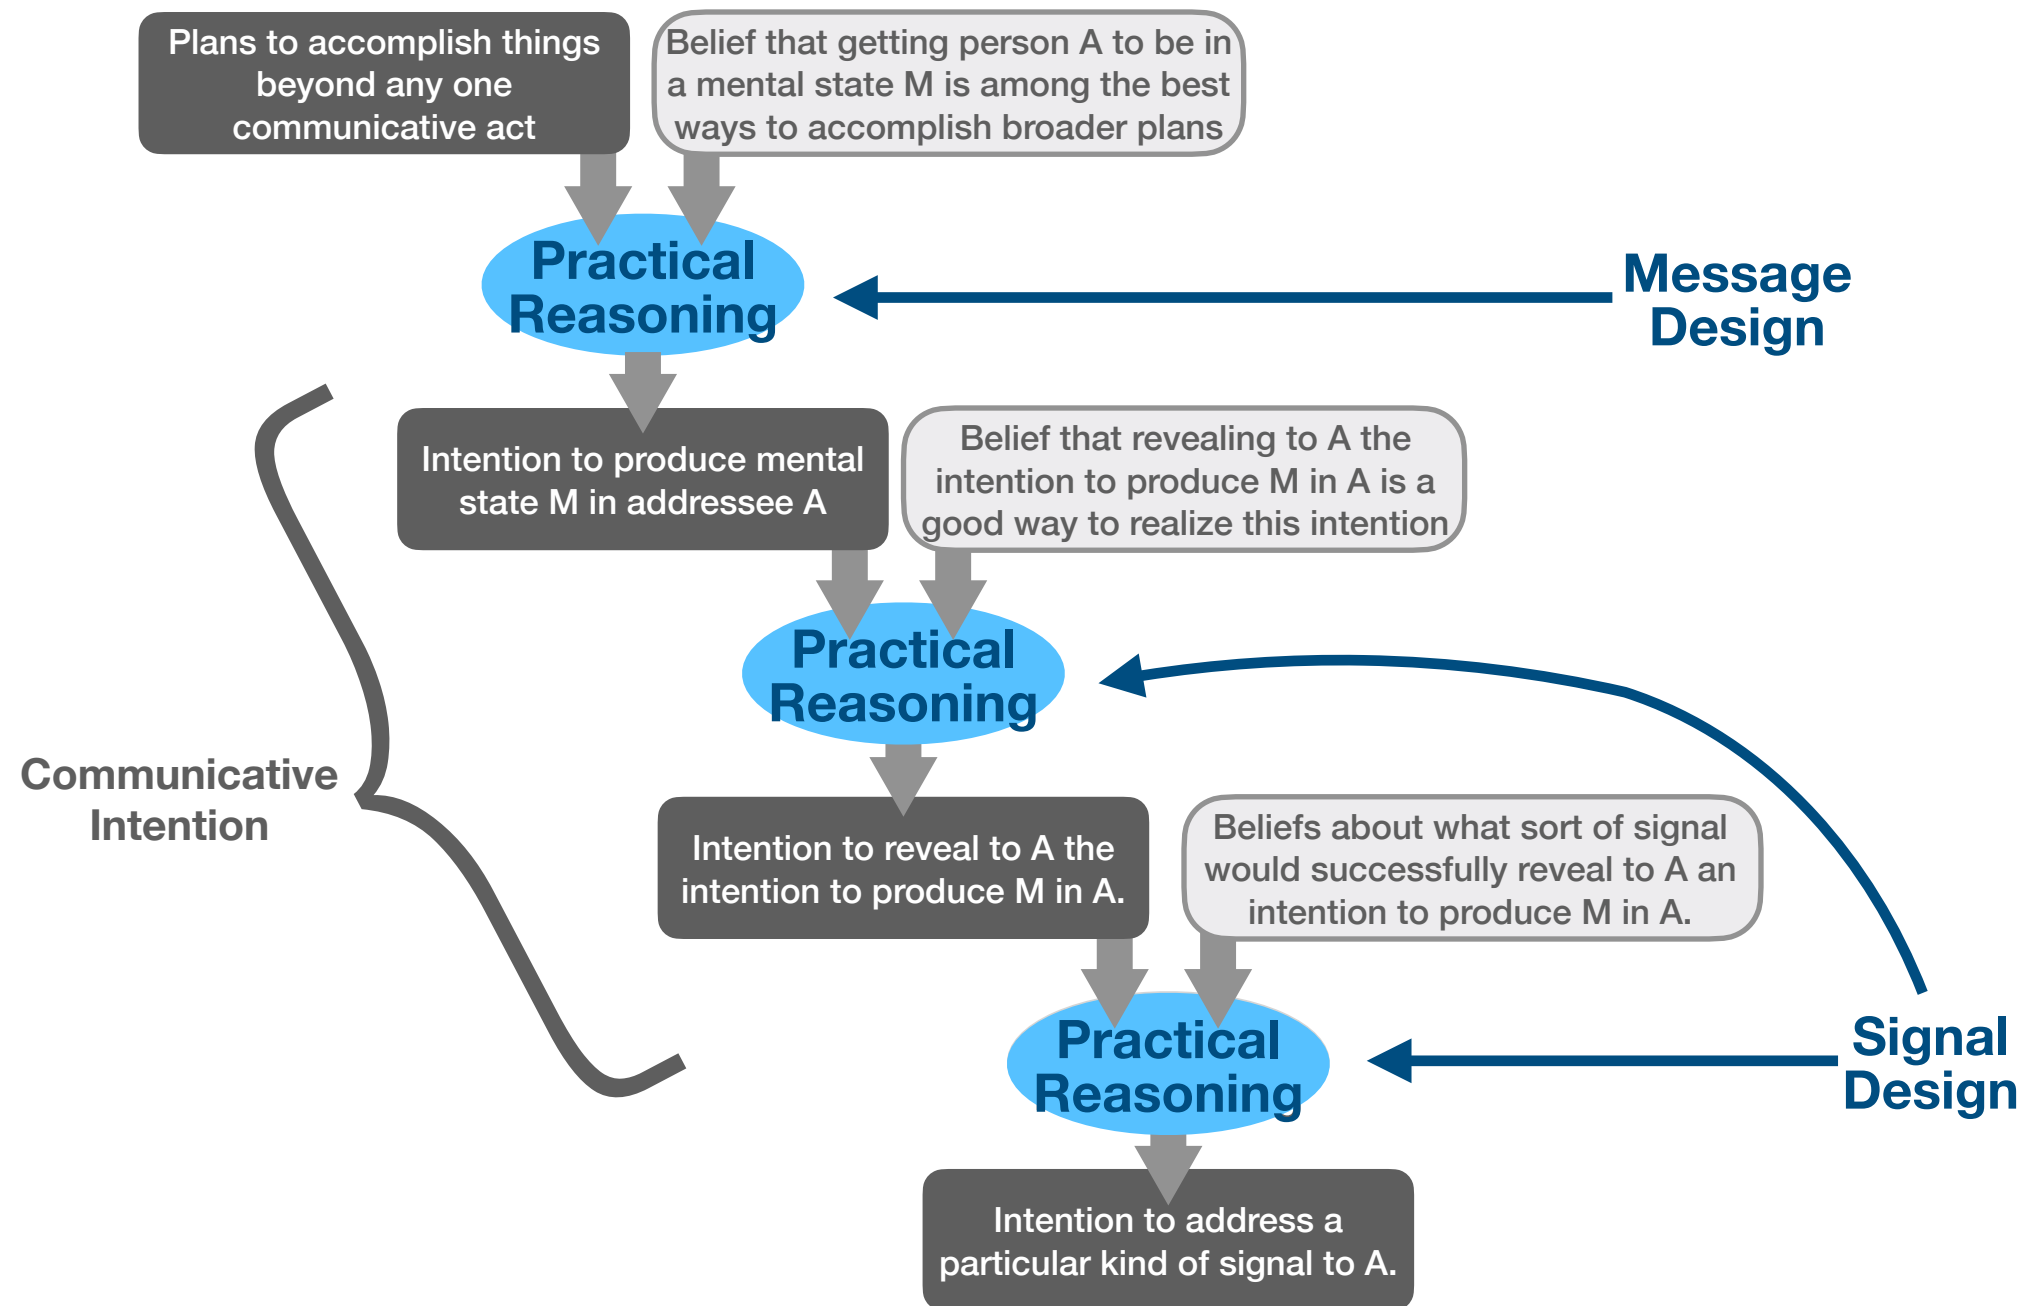 Plans to accomplish things
beyond any one
communicative act
Belief that getting person A to be in
a mental state M is among the best
ways to accomplish broader plans
Practical
Reasoning
Message
Design
Intention to produce mental
state M in addressee A
Belief that revealing to A the
intention to produce M in A is a
good way to realize this intention
Practical
Reasoning
Communicative
Intention
Intention to reveal to A the
intention to produce M in A.
Beliefs about what sort of signal
would successfully reveal to A an
intention to produce M in A.
Practical
Reasoning
Signal
Design
Intention to address a
particular kind of signal to A.